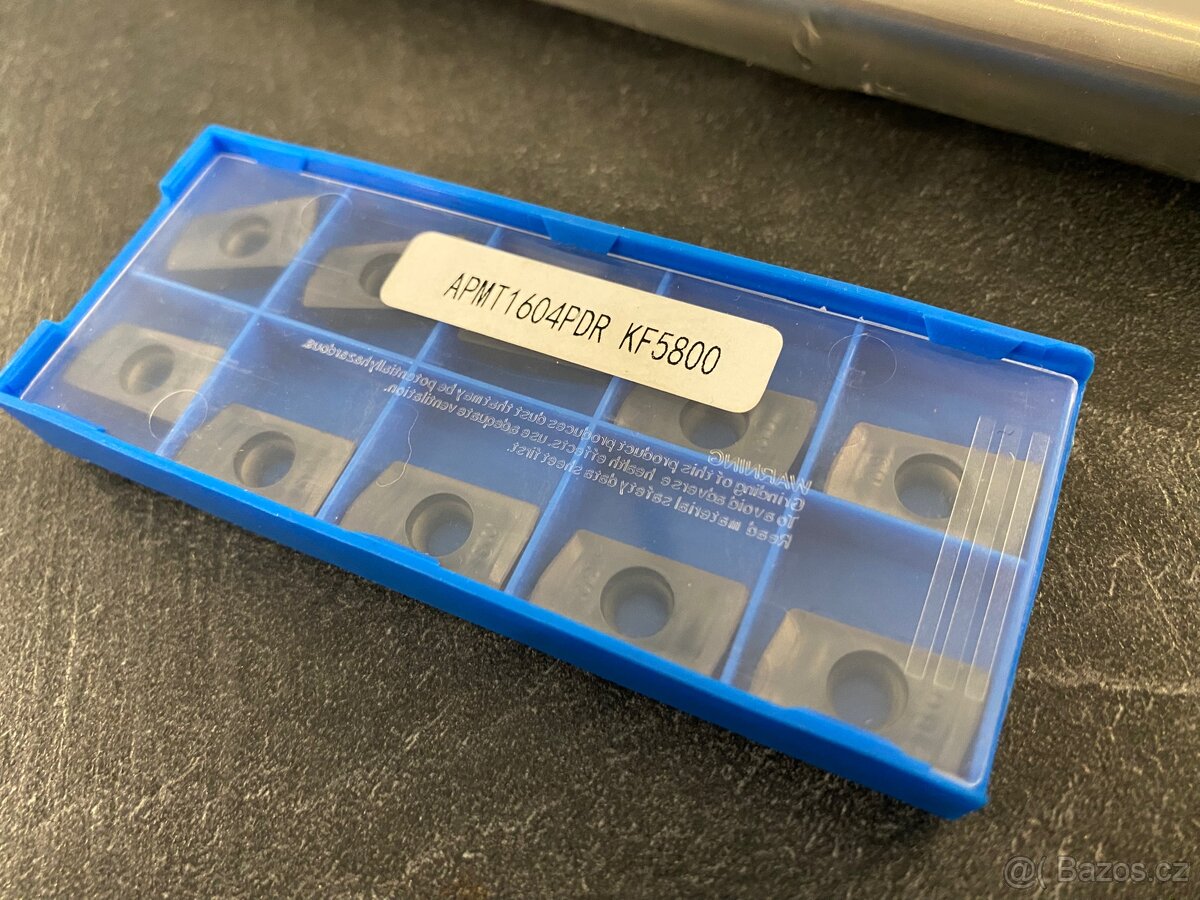 APMT1604PDR KF5800
WARNING
Grinding of this product produces dust that may be potentially hazardous.
To avoid adverse health effects, use adequate ventilation.
Read material safety data sheet first.
@( Bazos.cz